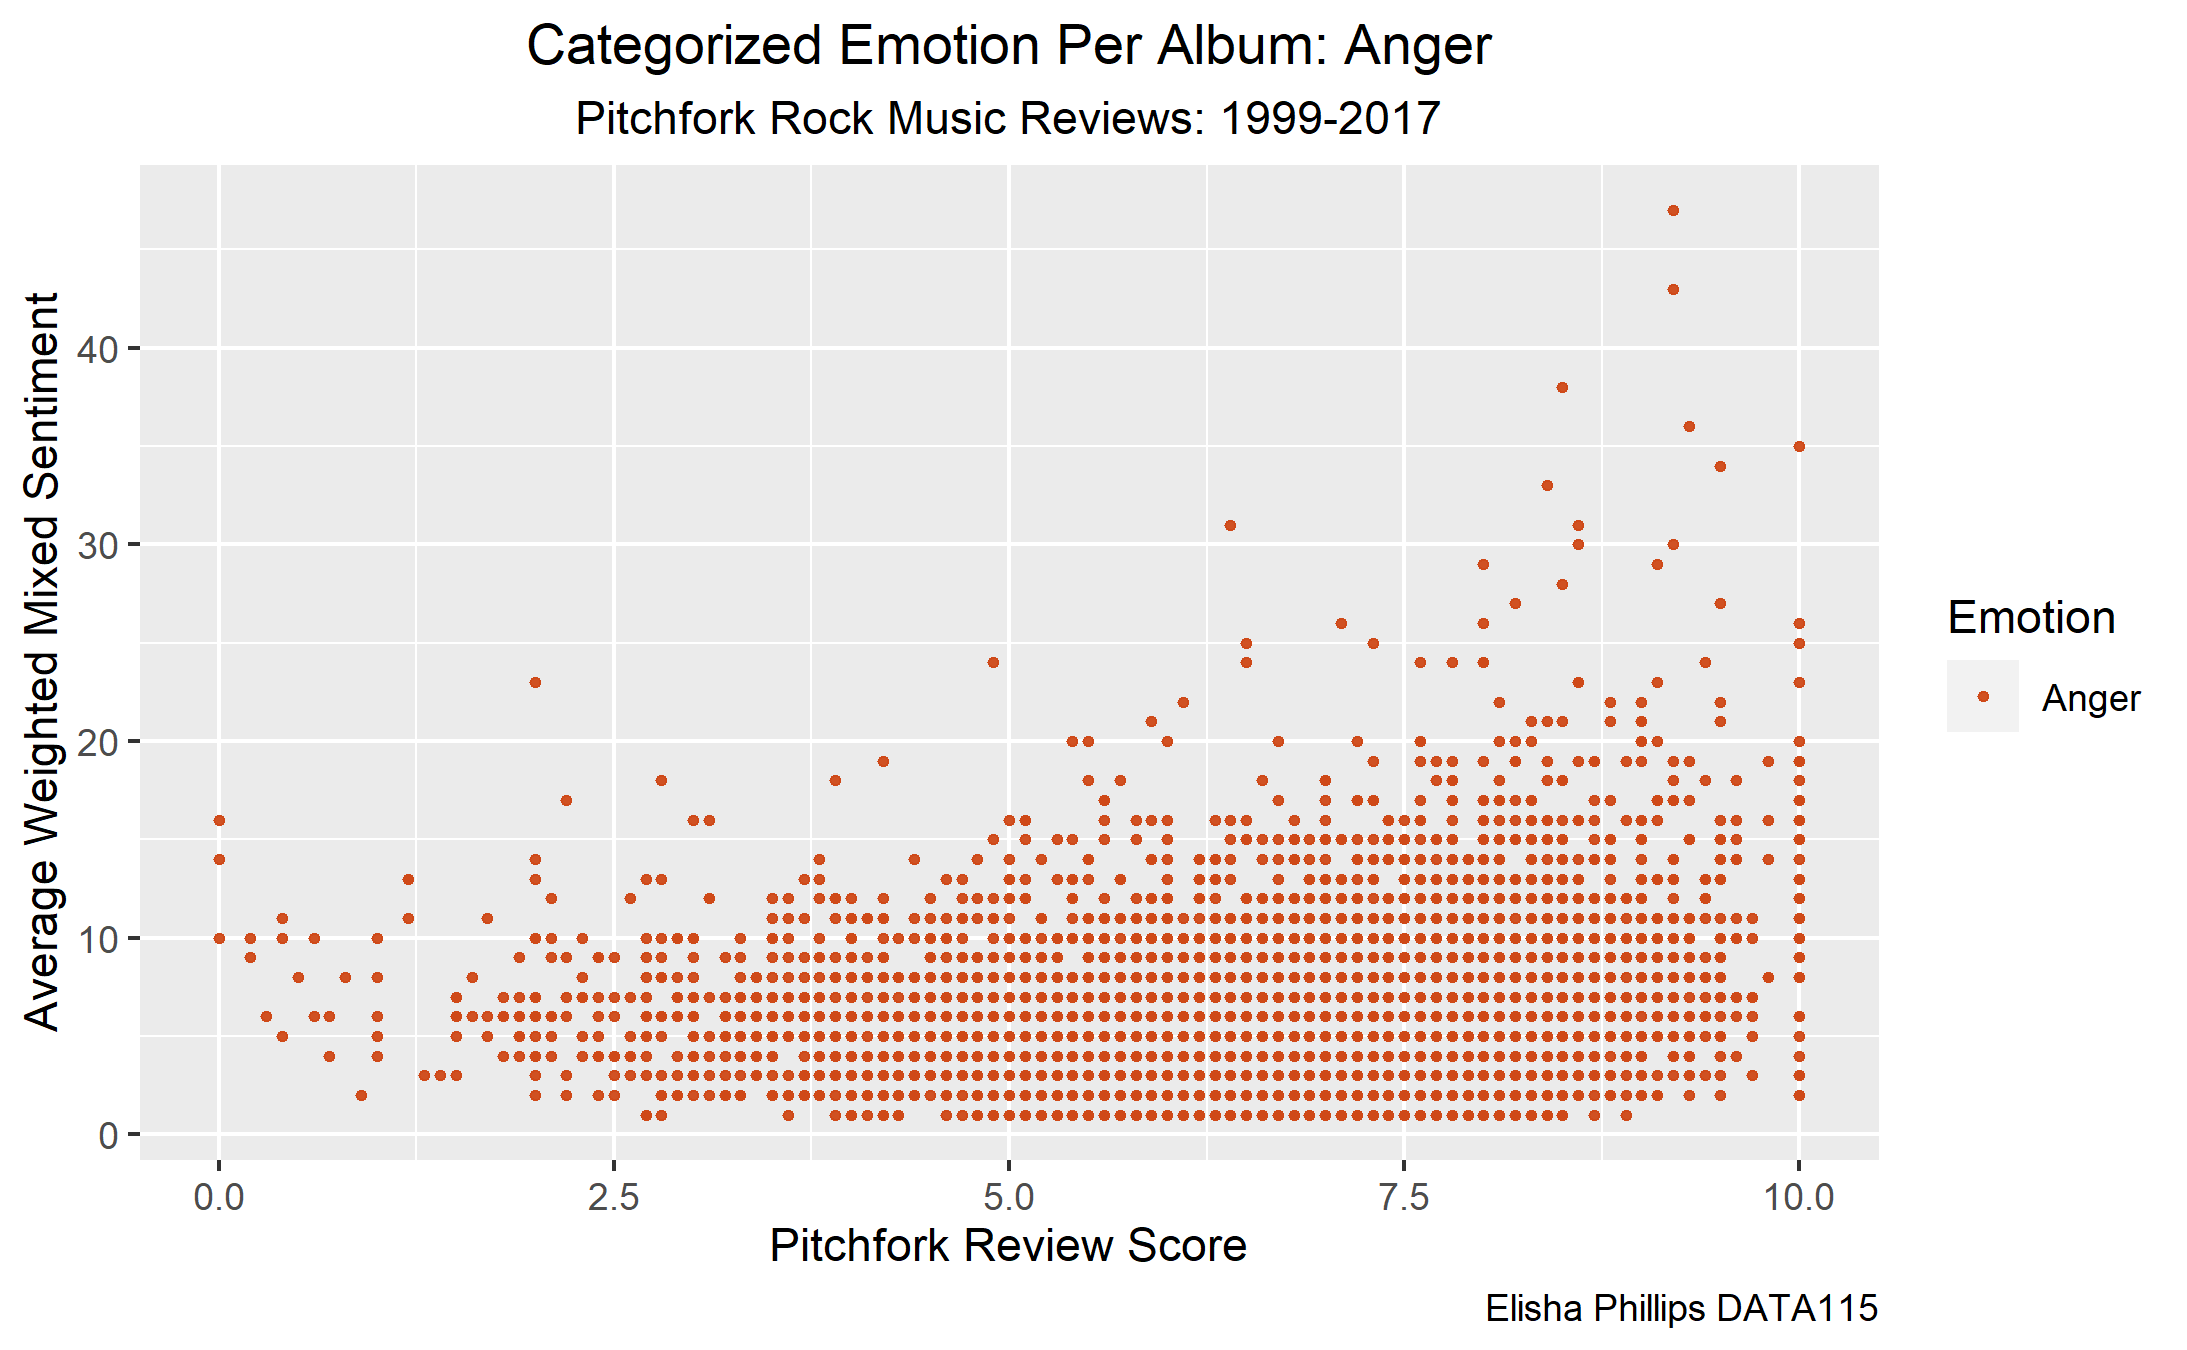 Categorized Emotion Per Album: Anger
Pitchfork Rock Music Reviews: 1999-2017
Average Weighted Mixed Sentiment
40
30
20
10
0
0.0
2.5
5.0
7.5
10.0
Pitchfork Review Score
Emotion
Anger
Elisha Phillips DATA115